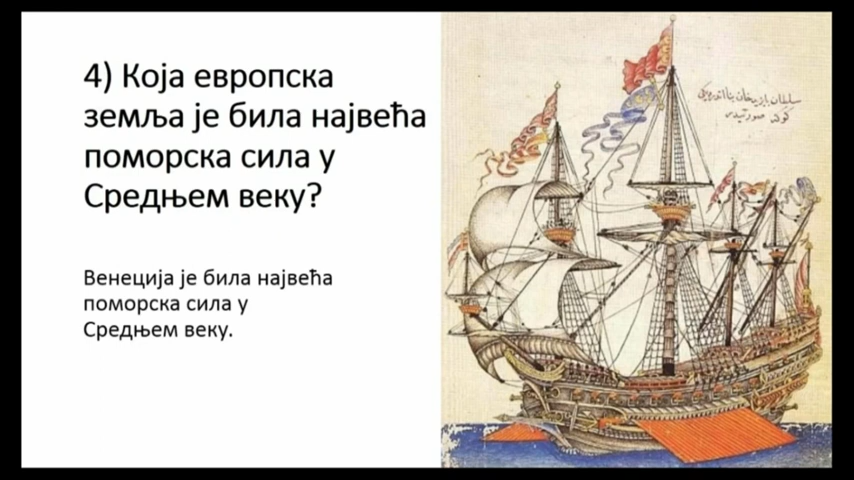 4) Која европска
земља је била највећа
поморска сила у
Средњем веку?
Венеција је била највећа
поморска сила у
Средњем веку.